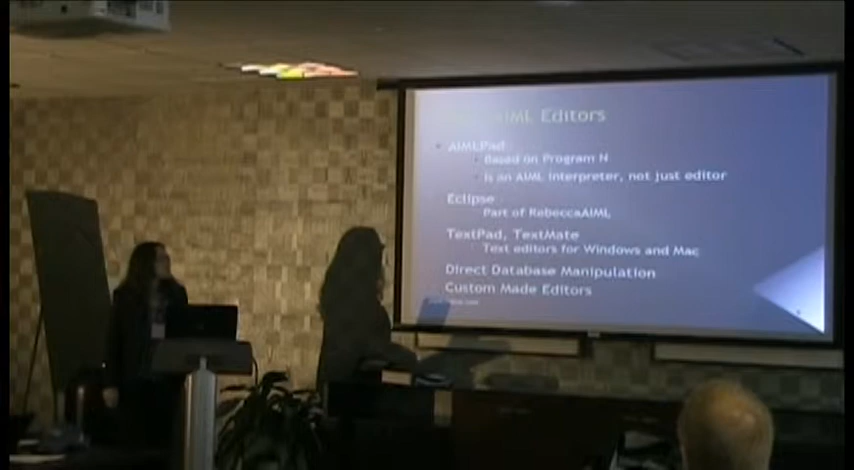 AIML Editors
AIMLPad
Based on Program N
Is an AIML interpreter, not just editor
Eclipse
Part of RebeccaAIML
TextPad, TextMate
Text editors for Windows and Mac
Direct Database Manipulation
Custom Made Editors